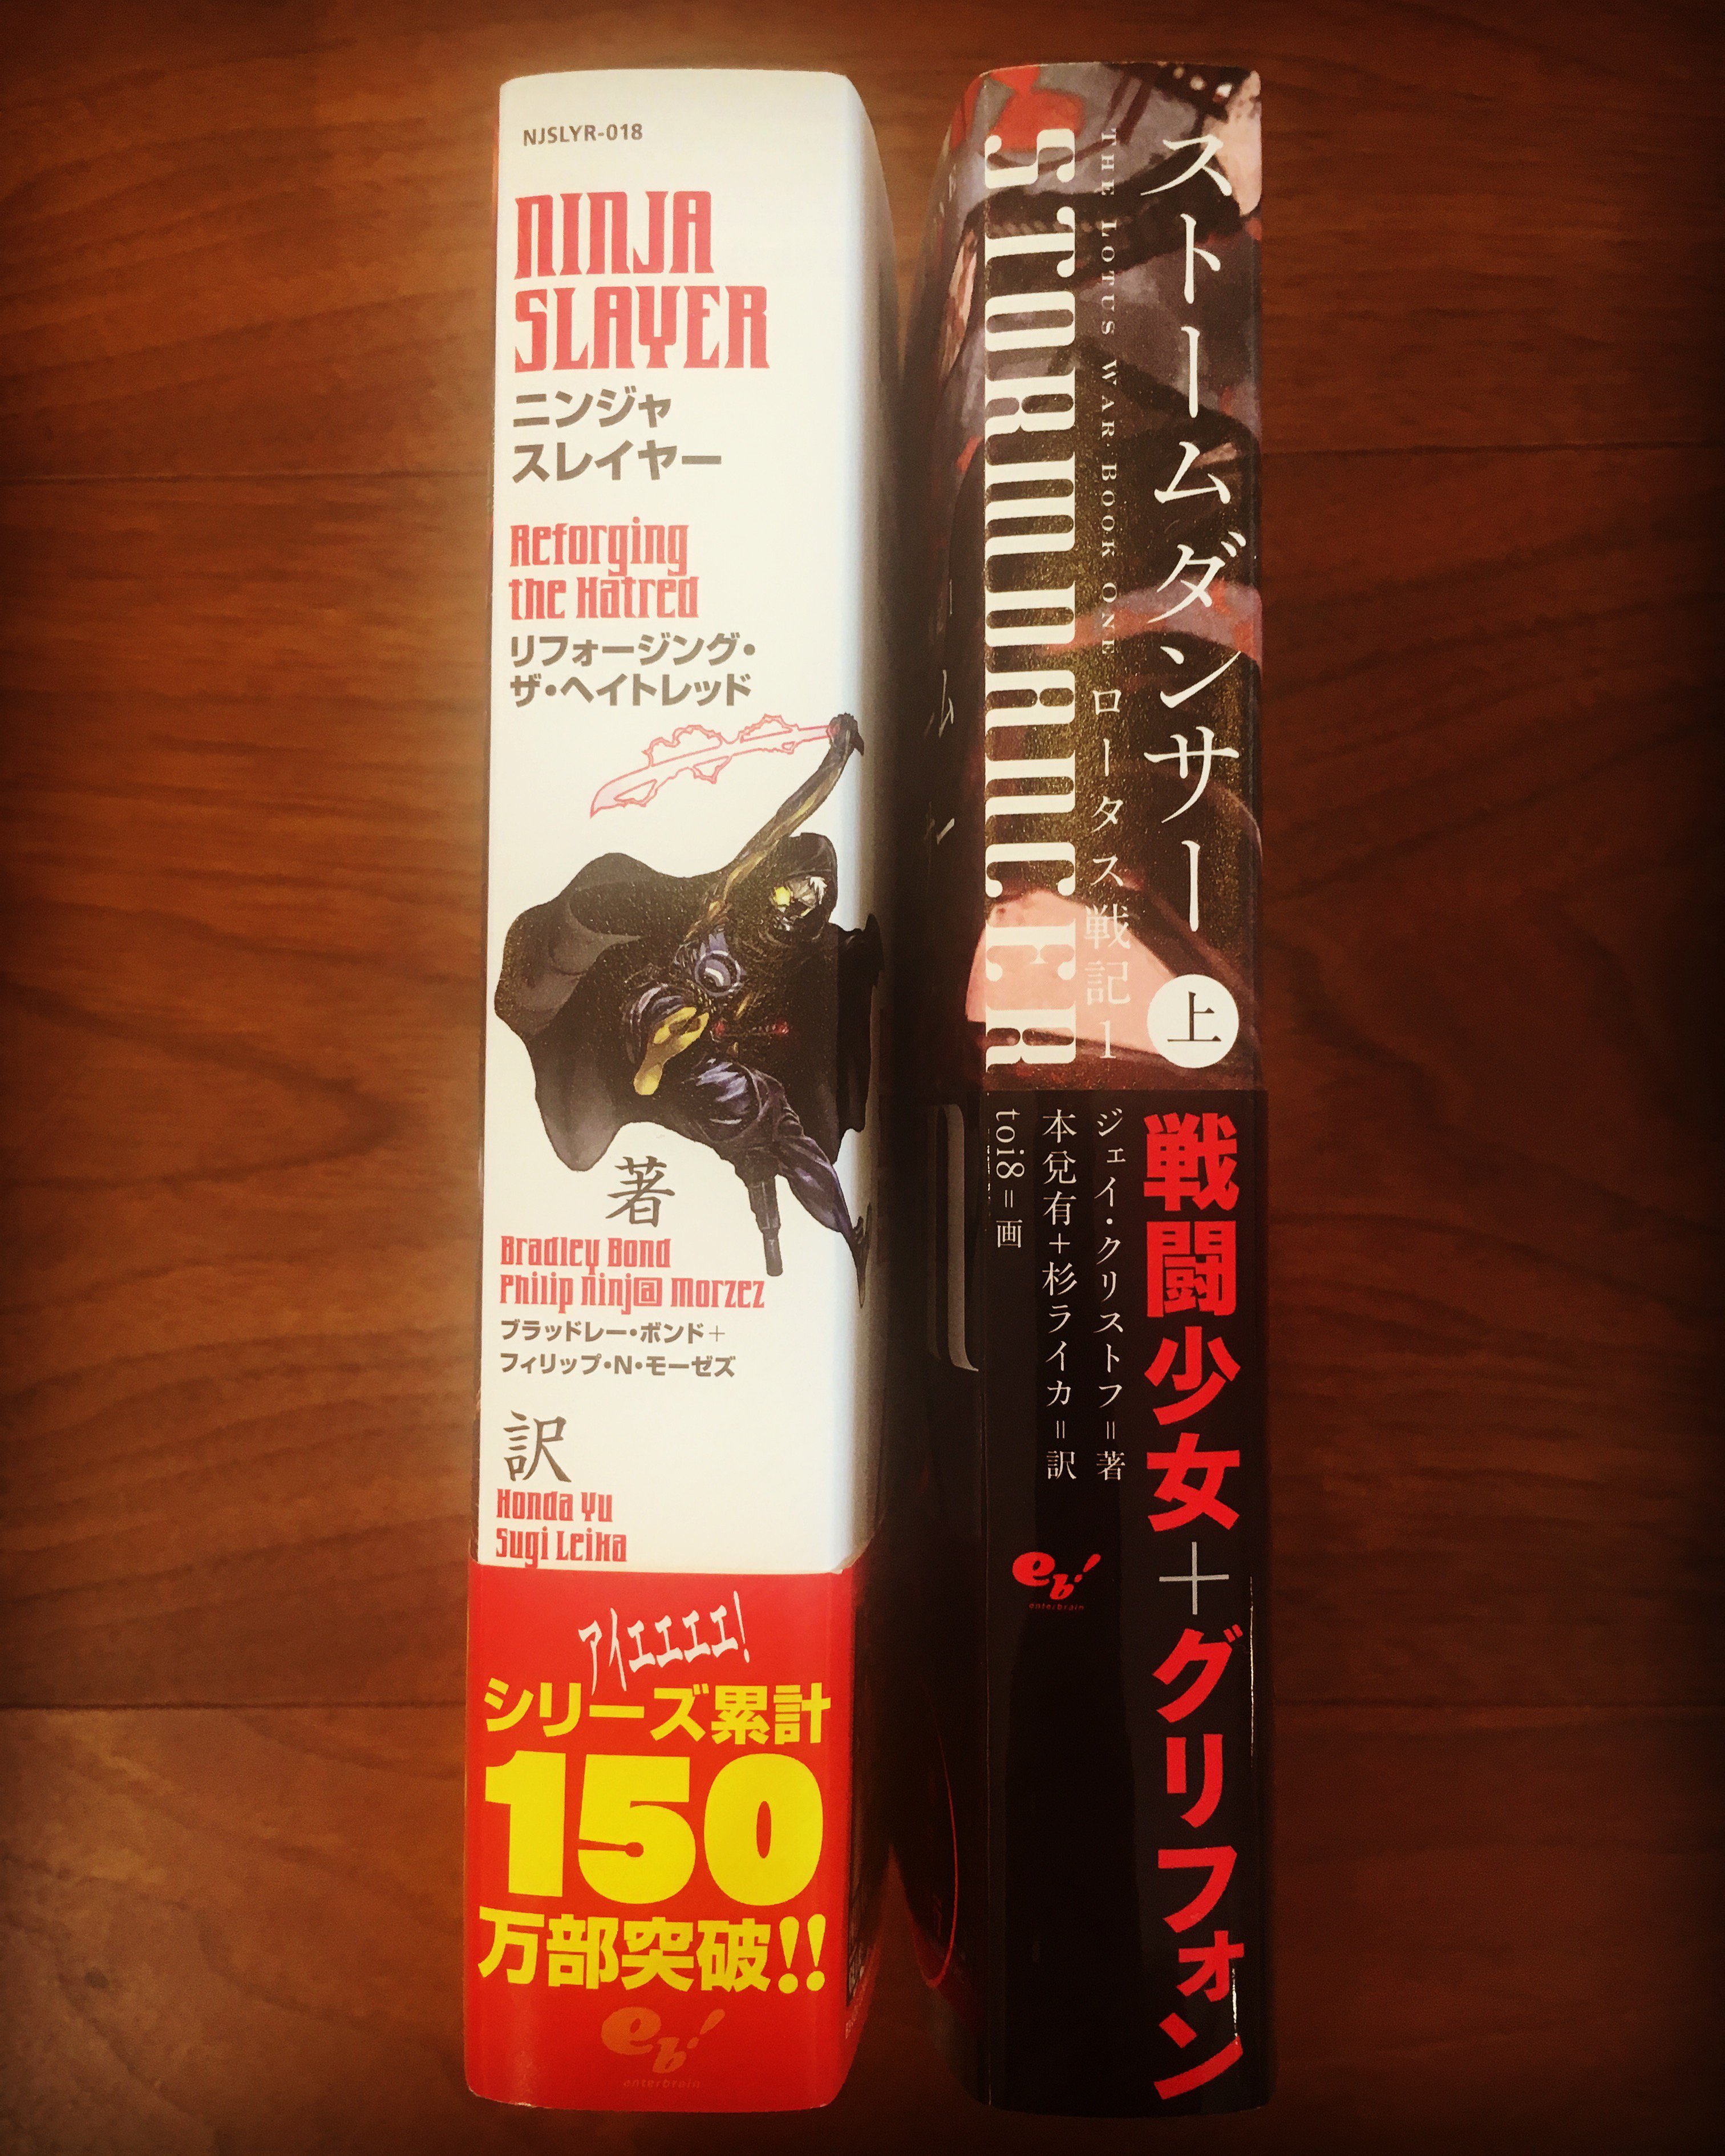 NJSLYR-018
NINJA
SLAYER
ニンジャ
スレイヤー
Reforging
the Hatred
リフォージング・
ザ・ヘイトレッド
著
Bradley Bond
Philip Ninj@ Morzez
ブラッドレー・ボンド＋
フィリップ・N・モーゼズ
訳
Honda Yu
Sugi Leika
アイエエエエ!
シリーズ累計
150
万部突破!!
eb!
enterbrain
ストームダンサー 上
THE LOTUS WAR BOOK ONE ロータス戦記 1
STORMDANCER
戦闘少女＋グリフォン
ジェイ・クリストフ＝著
本兌有＋杉ライカ＝訳
toi8＝画
eb!
enterbrain